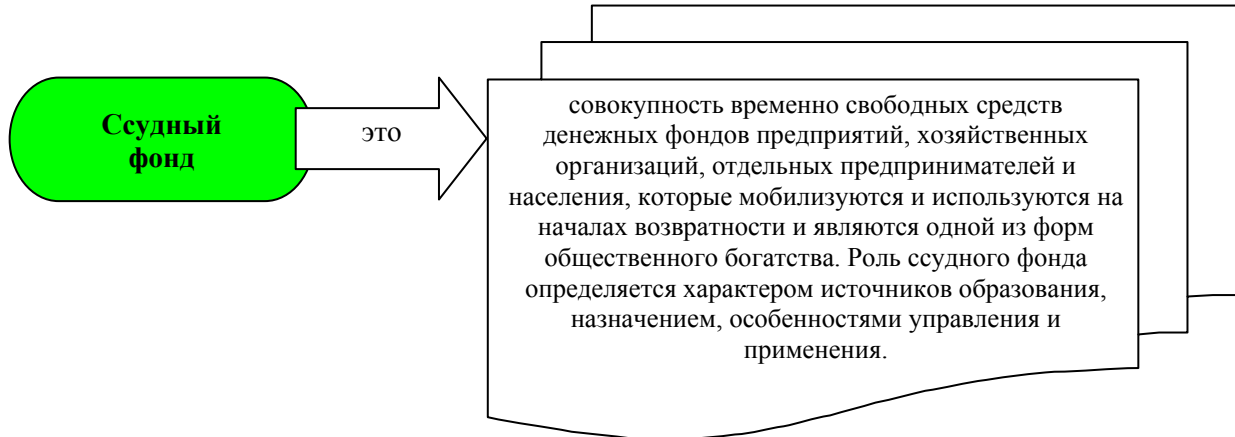 Ссудный
фонд
это
совокупность временно свободных средств
денежных фондов предприятий, хозяйственных
организаций, отдельных предпринимателей и
населения, которые мобилизуются и используются на
началах возвратности и являются одной из форм
общественного богатства. Роль ссудного фонда
определяется характером источников образования,
назначением, особенностями управления и
применения.